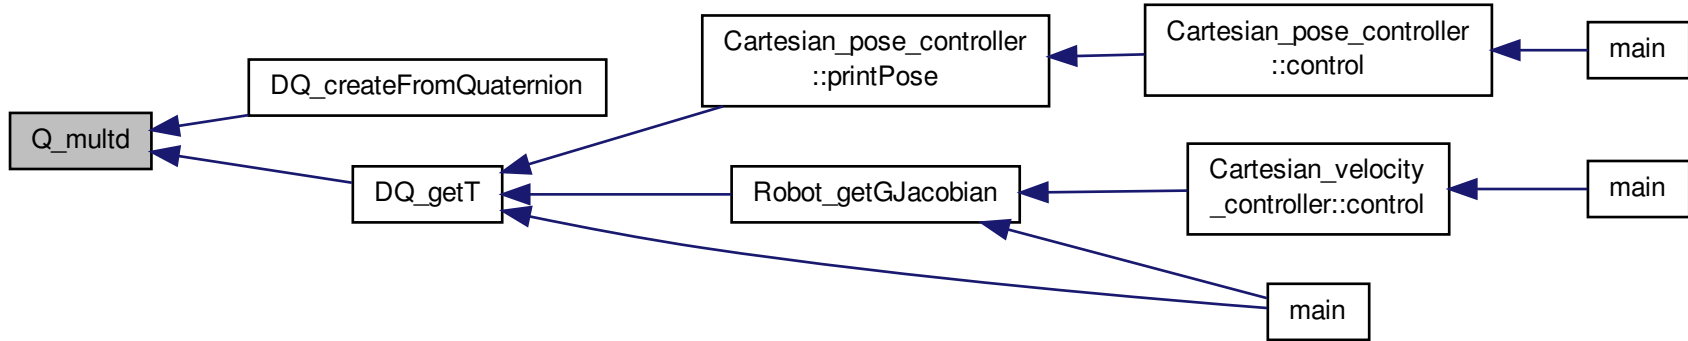 Q_multd
DQ_createFromQuaternion
DQ_getT
Cartesian_pose_controller
::printPose
Robot_getGJacobian
Cartesian_pose_controller
::control
Cartesian_velocity
_controller::control
main
main
main